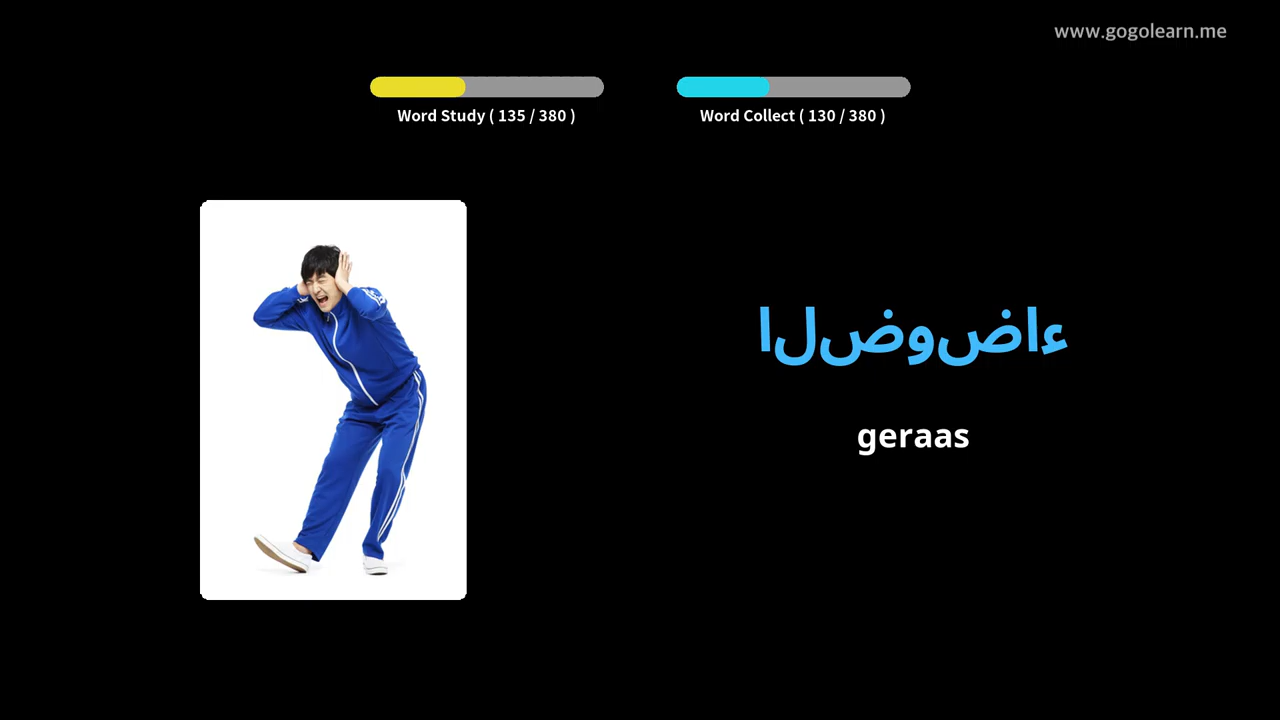 www.gogolearn.me
Word Study ( 135 / 380 )
Word Collect ( 130 / 380 )
الضوضاء
geraas